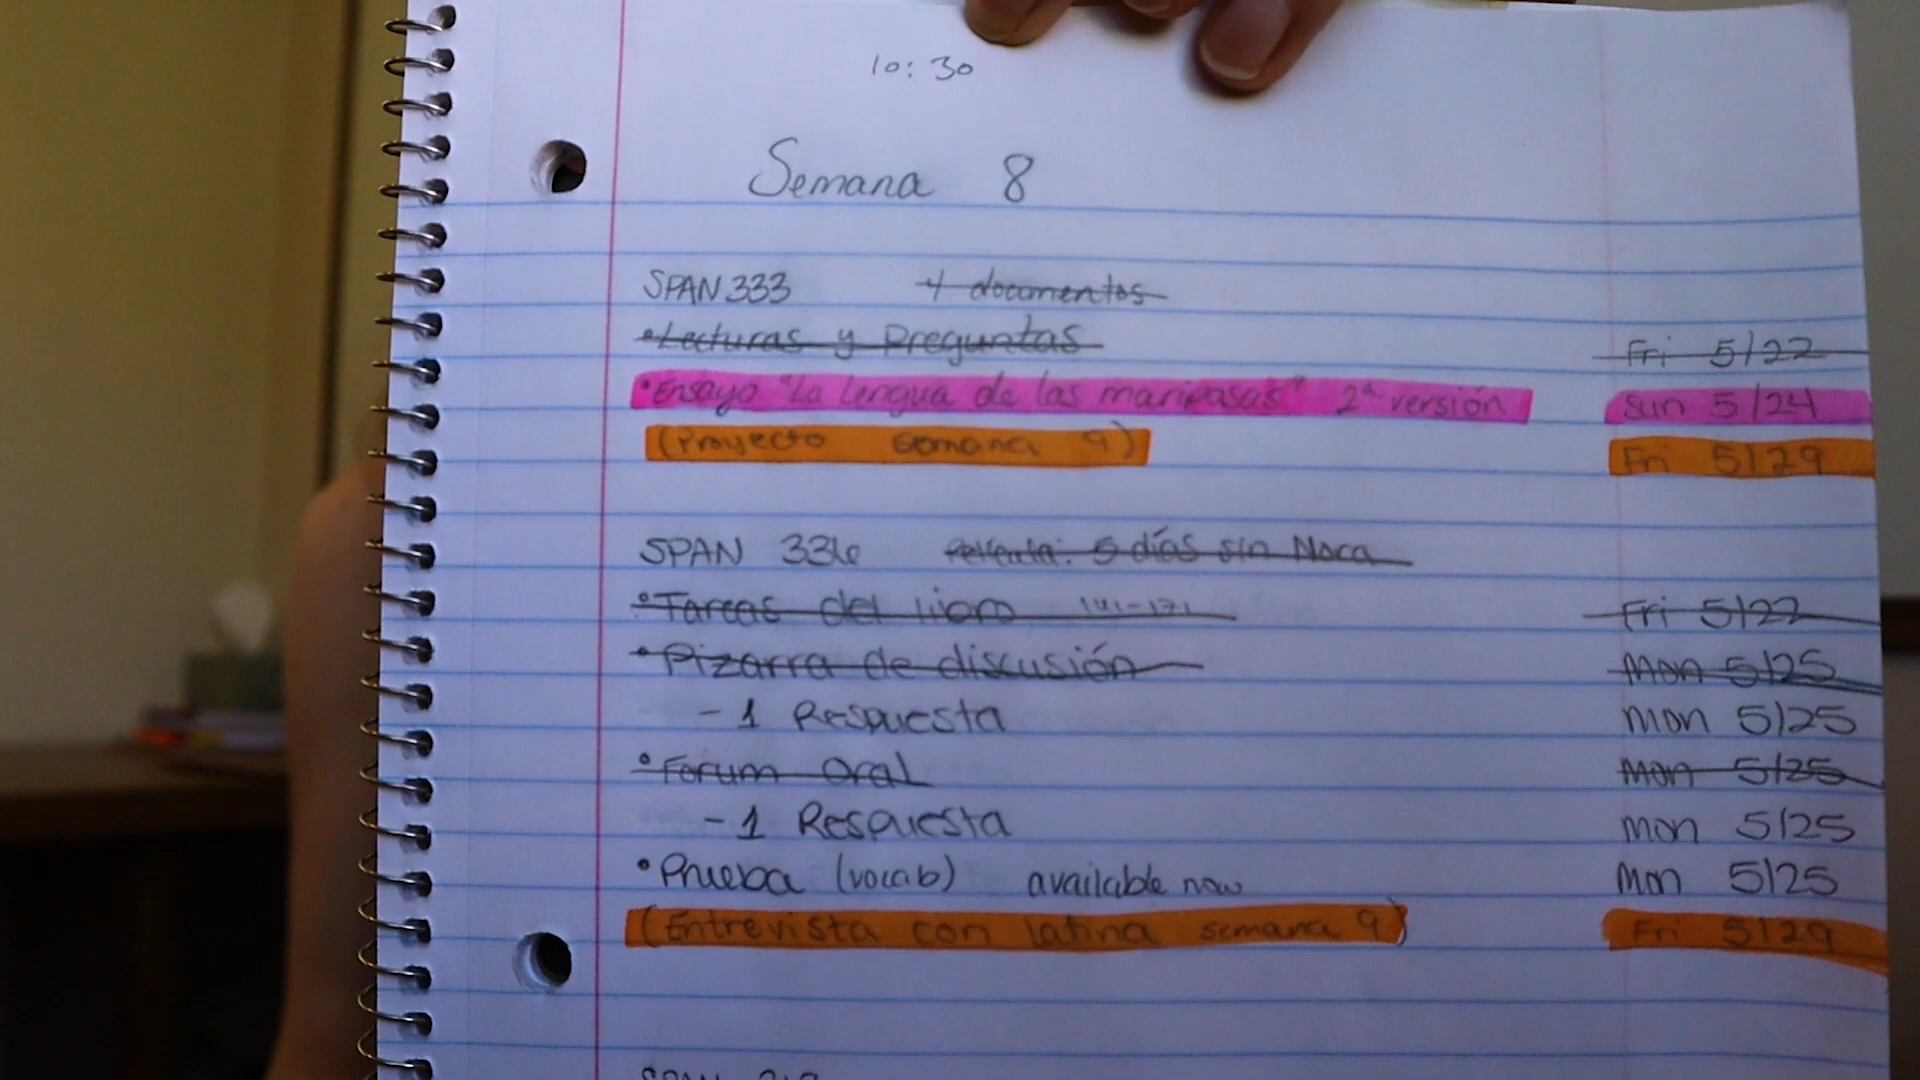 10:30
Semana 8
SPAN 333 4 documentos
•Lecturas y Preguntas Fri 5/22
•Ensayo "La lengua de las mariposas" 2ª versión Sun 5/24
(Proyecto semana 9) Fri 5/29
SPAN 336 Película: 5 días sin Nora
•Tareas del libro 141-171 Fri 5/22
•Pizarra de discusión Mon 5/25
-1 Respuesta Mon 5/25
•Forum Oral Mon 5/25
-1 Respuesta Mon 5/25
•Prueba (vocab) available now Mon 5/25
(Entrevista con latina semana 9) Fri 5/29
SPAN